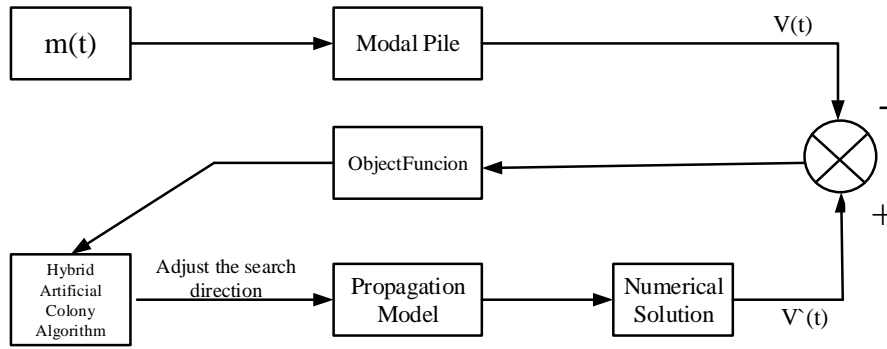 m(t)
Modal Pile
V(t)
-
ObjectFuncion
+
Hybrid
Artificial
Colony
Algorithm
Adjust the search
direction
Propagation
Model
Numerical
Solution
V`(t)